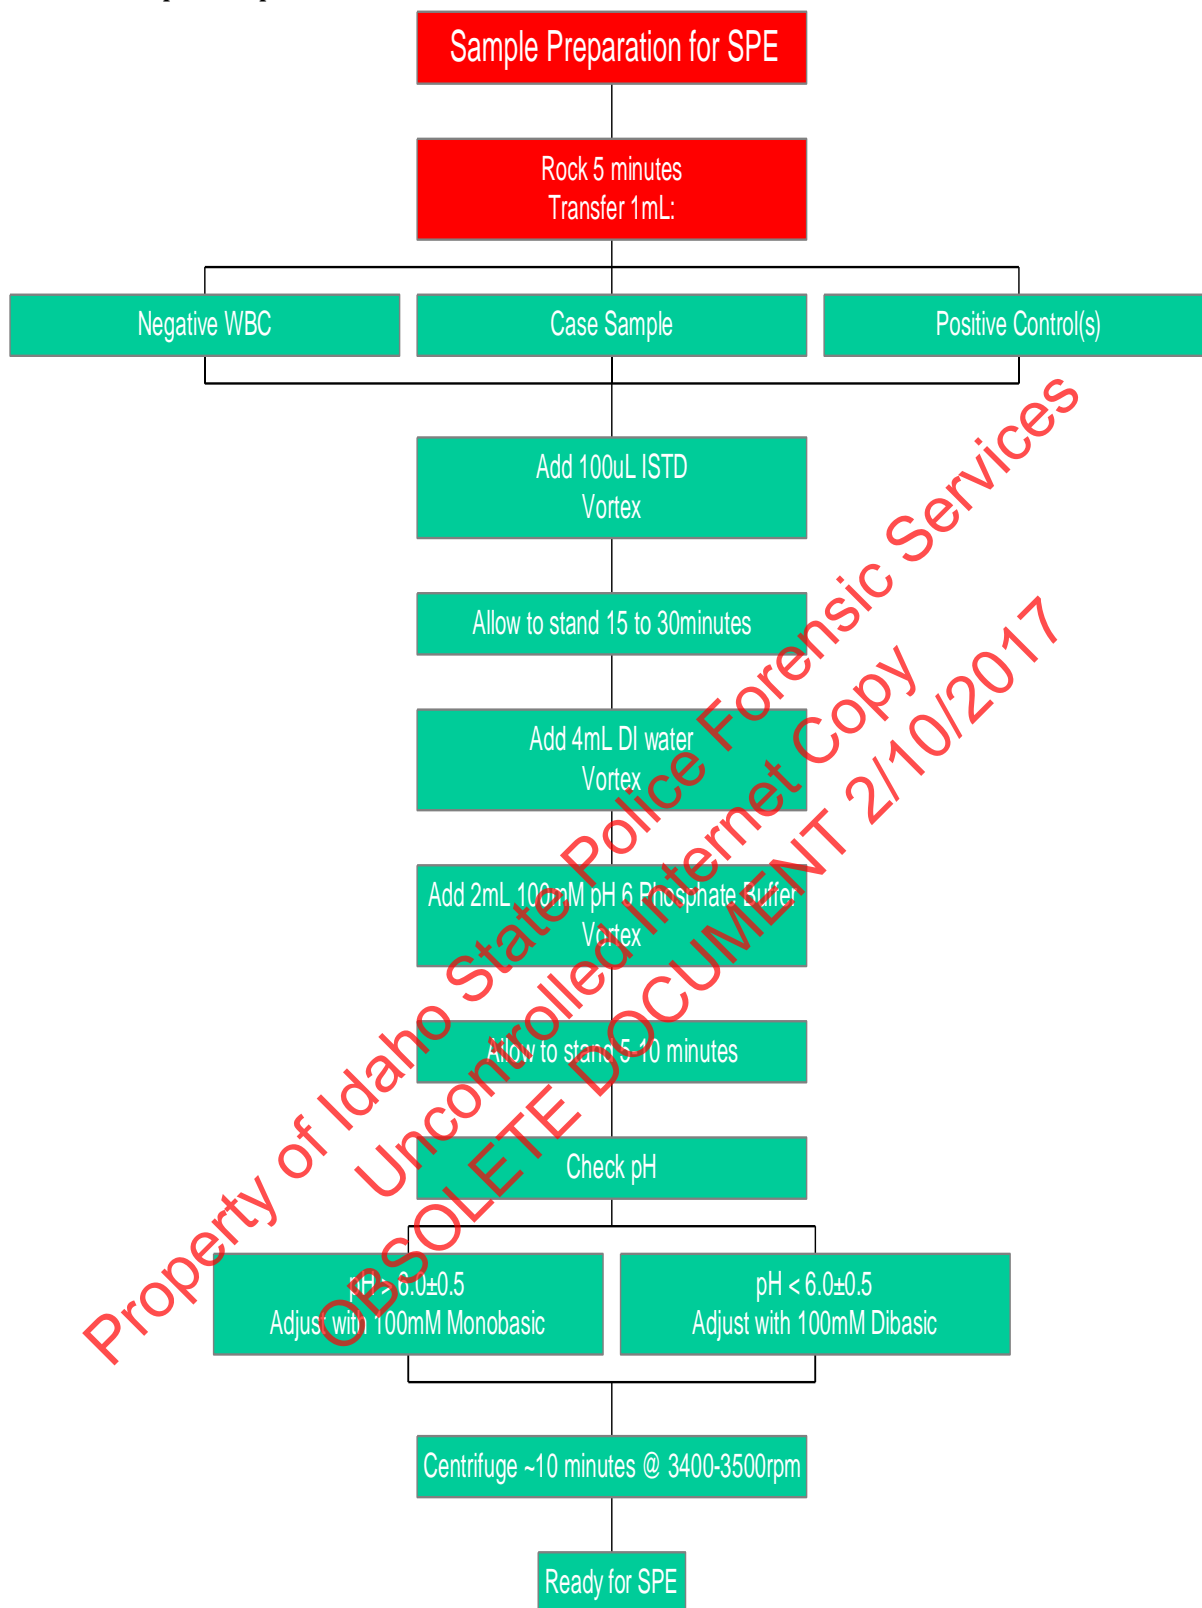 Sample Preparation for SPE
Rock 5 minutes
Transfer 1mL:
Negative WBC
Case Sample
Positive Control(s)
Add 100uL ISTD
Vortex
Allow to stand 15 to 30minutes
Add 4mL DI water
Vortex
Add 2mL 100mM pH 6 Phosphate Buffer
Vortex
Allow to stand 5-10 minutes
Check pH
pH > 6.0±0.5
Adjust with 100mM Monobasic
pH < 6.0±0.5
Adjust with 100mM Dibasic
Centrifuge ~10 minutes @ 3400-3500rpm
Ready for SPE
Property of Idaho State Police Forensic Services
Uncontrolled Internet Copy
OBSOLETE DOCUMENT 2/10/2017